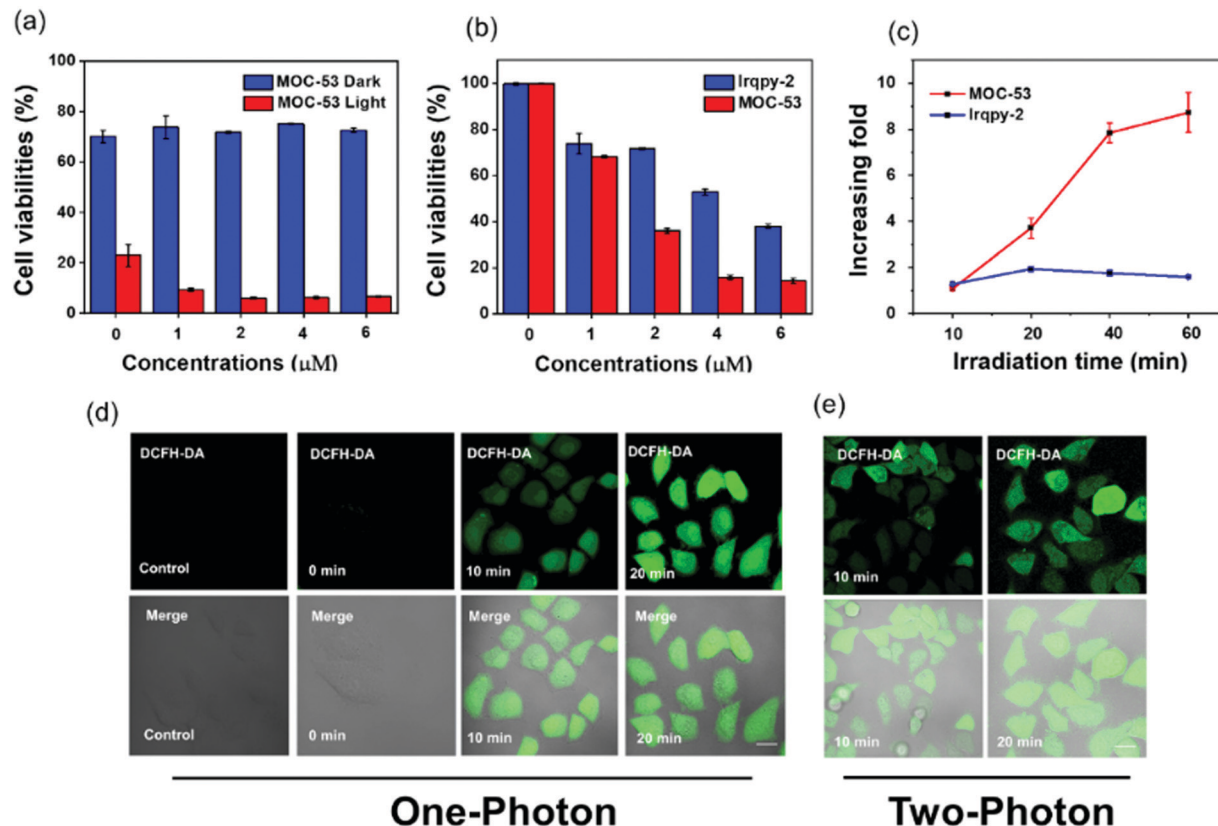 (a)
100
80
60
40
20
0
Cell viabilities (%)
MOC-53 Dark
MOC-53 Light
0 1 2 4 6
Concentrations (μM)
(b)
100
80
60
40
20
0
Cell viabilities (%)
Irqpy-2
MOC-53
0 1 2 4 6
Concentrations (μM)
(c)
10
8
6
4
2
0
Increasing fold
MOC-53
Irqpy-2
10 20 40 60
Irradiation time (min)
(d)
DCFH-DA DCFH-DA DCFH-DA DCFH-DA
Control 0 min 10 min 20 min
Merge Merge Merge Merge
Control 0 min 10 min 20 min
One-Photon
(e)
DCFH-DA DCFH-DA
10 min 20 min
10 min 20 min
Two-Photon